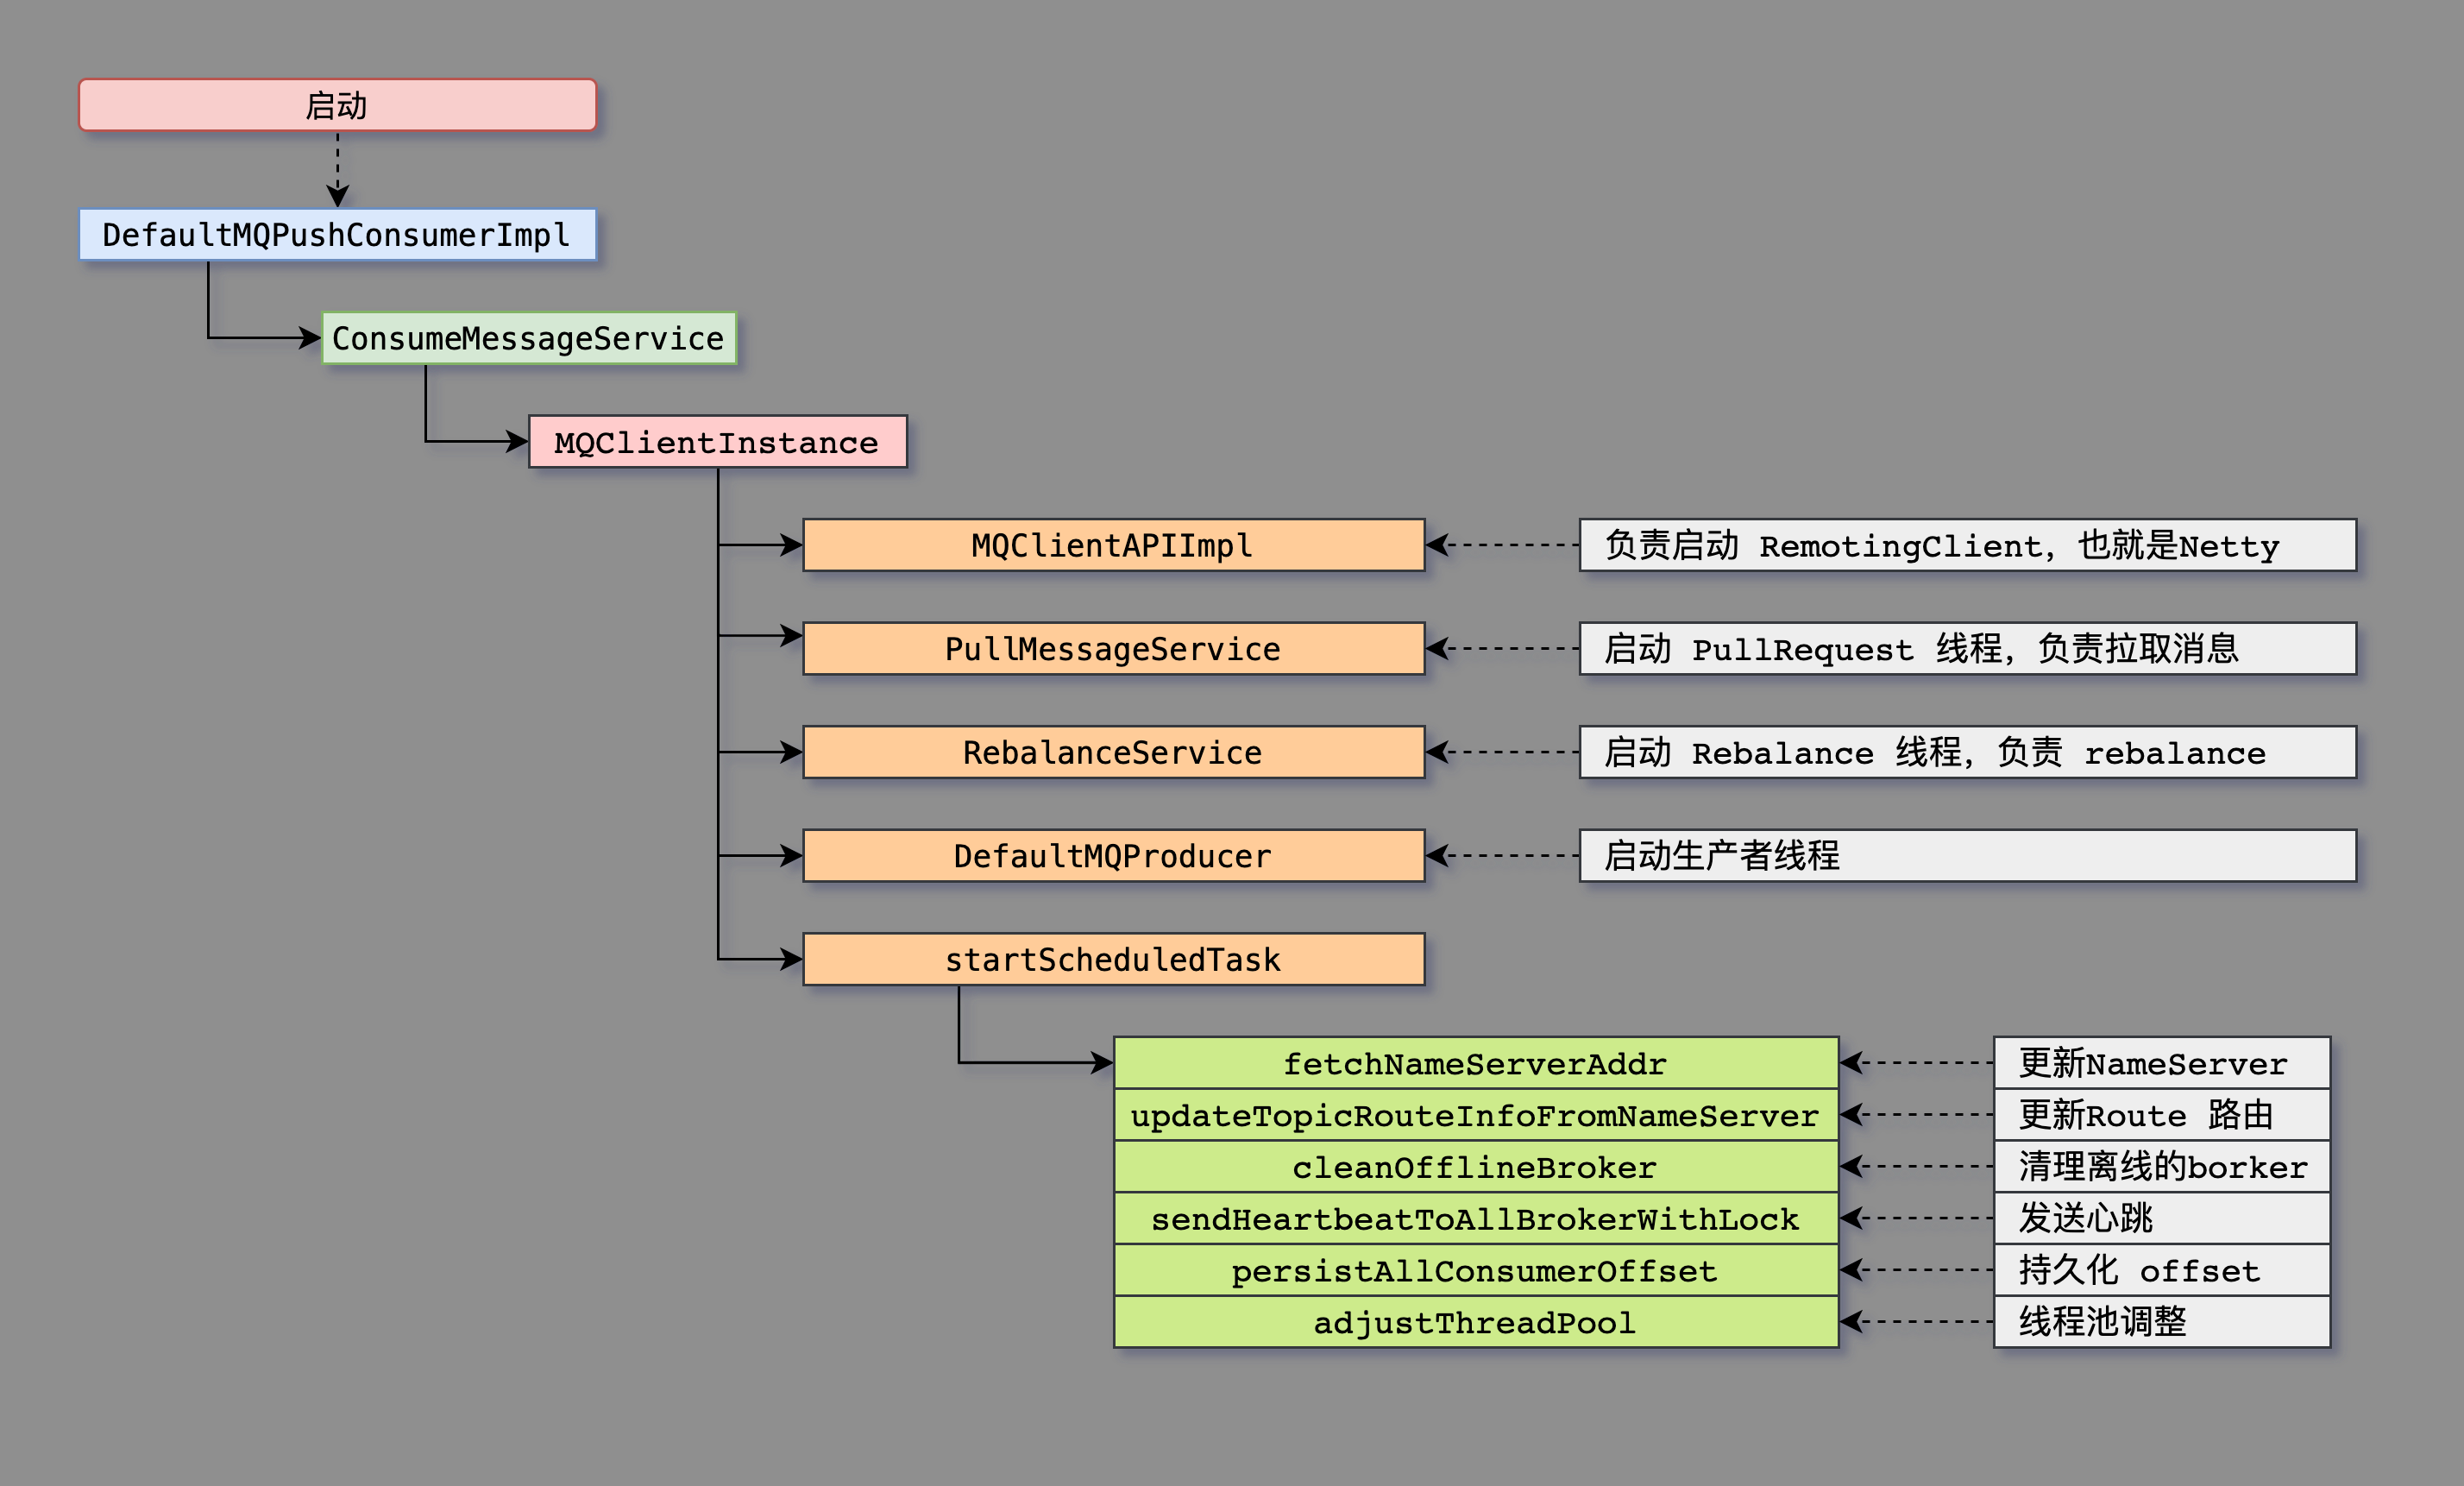 启动
DefaultMQPushConsumerImpl
ConsumeMessageService
MQClientInstance
MQClientAPIImpl
负责启动 RemotingClient，也就是Netty
PullMessageService
启动 PullRequest 线程，负责拉取消息
RebalanceService
启动 Rebalance 线程，负责 rebalance
DefaultMQProducer
启动生产者线程
startScheduledTask
fetchNameServerAddr
更新NameServer
updateTopicRouteInfoFromNameServer
更新Route 路由
cleanOfflineBroker
清理离线的borker
sendHeartbeatToAllBrokerWithLock
发送心跳
persistAllConsumerOffset
持久化 offset
adjustThreadPool
线程池调整